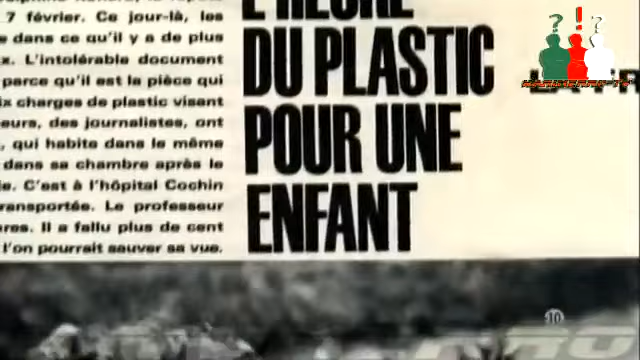 7 février. Ce jour-là, les
dans ce qu'il y a de plus
x. L'intolérable document
parce qu'il est la pièce qui
ix charges de plastic visant
eurs, des journalistes, ont
, qui habite dans le même
dans sa chambre après le
ie. C'est à l'hôpital Cochin
ransportée. Le professeur
res. Il a fallu plus de cent
l'on pourrait sauver sa vue.
L'HEURE
DU PLASTIC
POUR UNE
ENFANT
? ! ?
-10